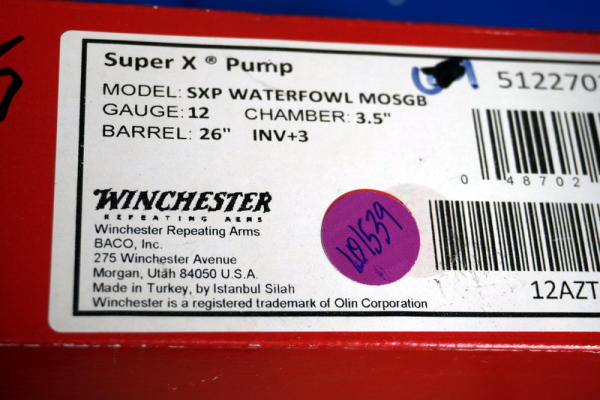 Super X ® Pump
MODEL: SXP WATERFOWL MOSGB
GAUGE: 12 CHAMBER: 3.5"
BARREL: 26" INV+3
512270
0 48702
WINCHESTER
REPEATING ARMS
Winchester Repeating Arms
BACO, Inc.
275 Winchester Avenue
Morgan, Utah 84050 U.S.A.
Made in Turkey, by Istanbul Silah
Winchester is a registered trademark of Olin Corporation
12AZT